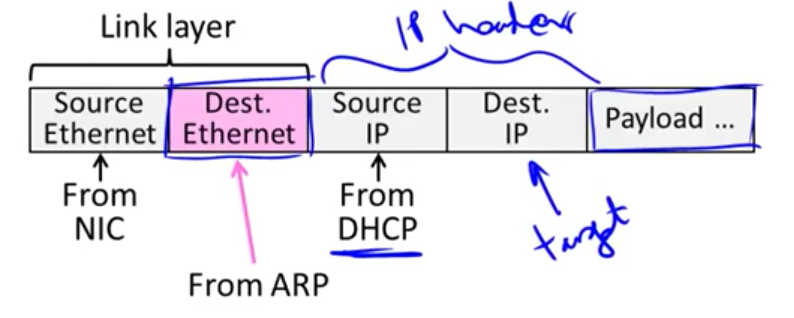 Link layer
IP header
Source
Ethernet
Dest.
Ethernet
Source
IP
Dest.
IP
Payload ...
From
NIC
From
DHCP
target
From ARP